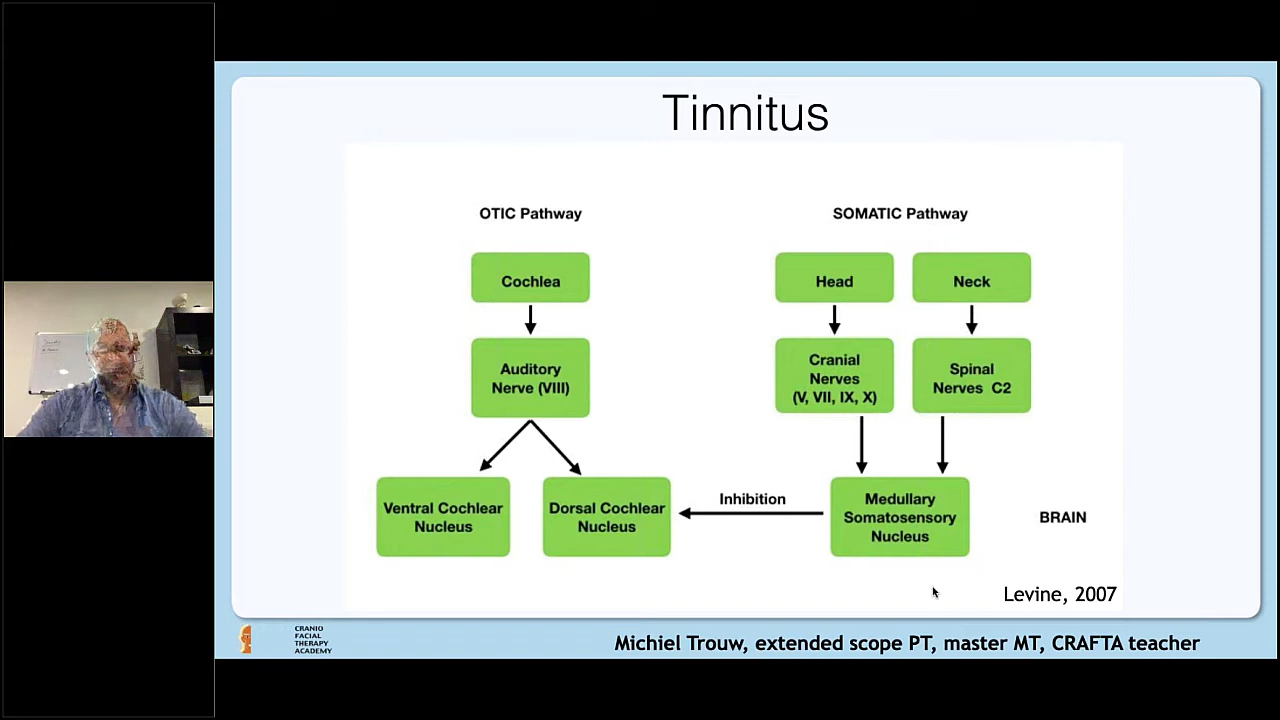 Tinnitus
OTIC Pathway
SOMATIC Pathway
Cochlea
Head
Neck
Auditory
Nerve (VIII)
Cranial
Nerves
(V, VII, IX, X)
Spinal
Nerves C2
Ventral Cochlear
Nucleus
Dorsal Cochlear
Nucleus
Inhibition
Medullary
Somatosensory
Nucleus
BRAIN
Levine, 2007
CRANIO
FACIAL
THERAPY
ACADEMY
Michiel Trouw, extended scope PT, master MT, CRAFTA teacher